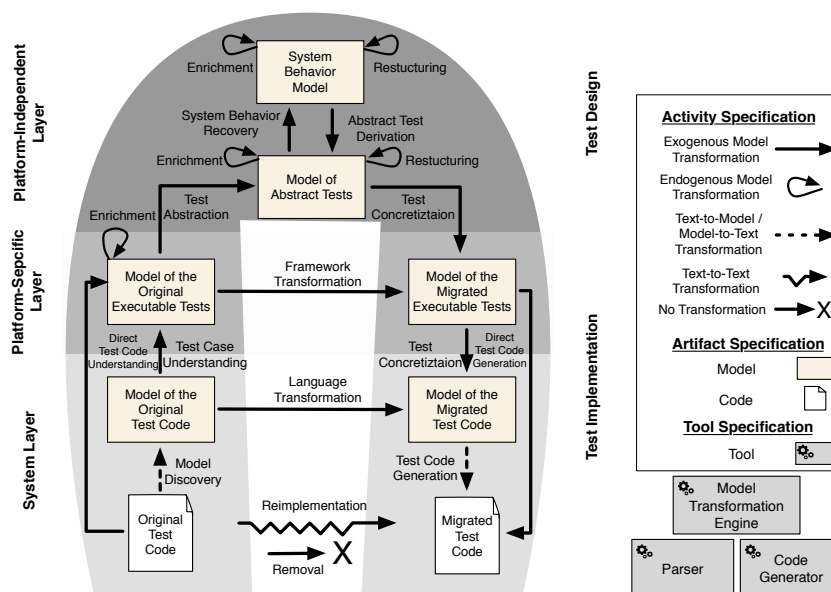 Platform-Independent
Layer
Platform-Sepcific
Layer
System Layer
Enrichment
System
Behavior
Model
Restucturing
System Behavior
Recovery
Abstract Test
Derivation
Enrichment
Model of
Abstract Tests
Restucturing
Test
Abstraction
Test
Concretiztaion
Enrichment
Model of the
Original
Executable Tests
Framework
Transformation
Model of the
Migrated
Executable Tests
Direct
Test Code
Understanding
Test Case
Understanding
Test
Concretiztaion
Direct
Test Code
Generation
Model of the
Original
Test Code
Language
Transformation
Model of the
Migrated
Test Code
Model
Discovery
Test Code
Generation
Original
Test
Code
Reimplementation
Removal
X
Migrated
Test
Code
Test Design
Test Implementation
Activity Specification
Exogenous Model
Transformation
Endogenous Model
Transformation
Text-to-Model /
Model-to-Text
Transformation
Text-to-Text
Transformation
No Transformation
X
Artifact Specification
Model
Code
Tool Specification
Tool
Model
Transformation
Engine
Parser
Code
Generator